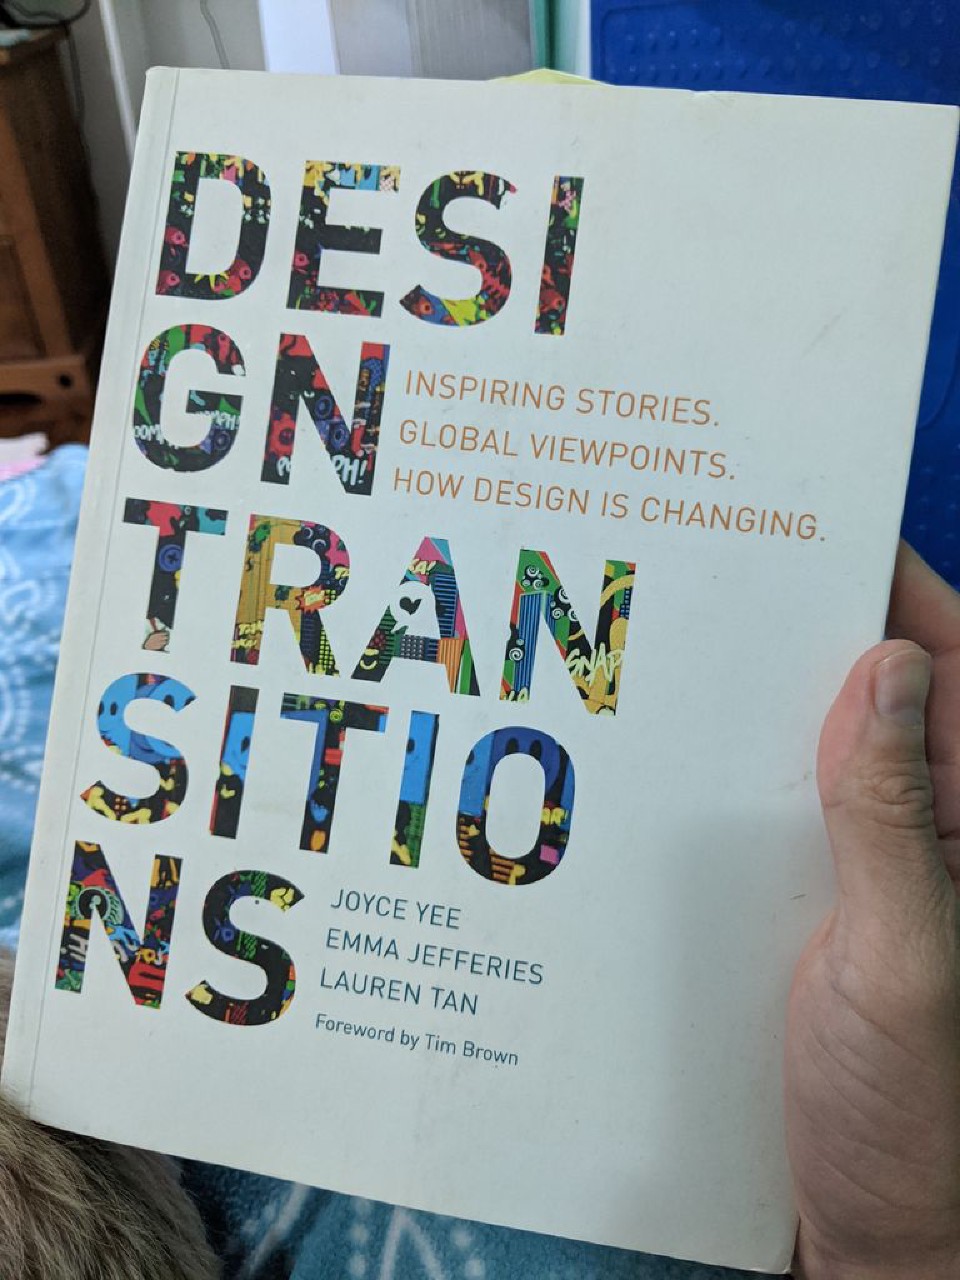 DESI
GN
INSPIRING STORIES.
GLOBAL VIEWPOINTS.
HOW DESIGN IS CHANGING.
TRAN
SITIO
NS
JOYCE YEE
EMMA JEFFERIES
LAUREN TAN
Foreword by Tim Brown
SNAP